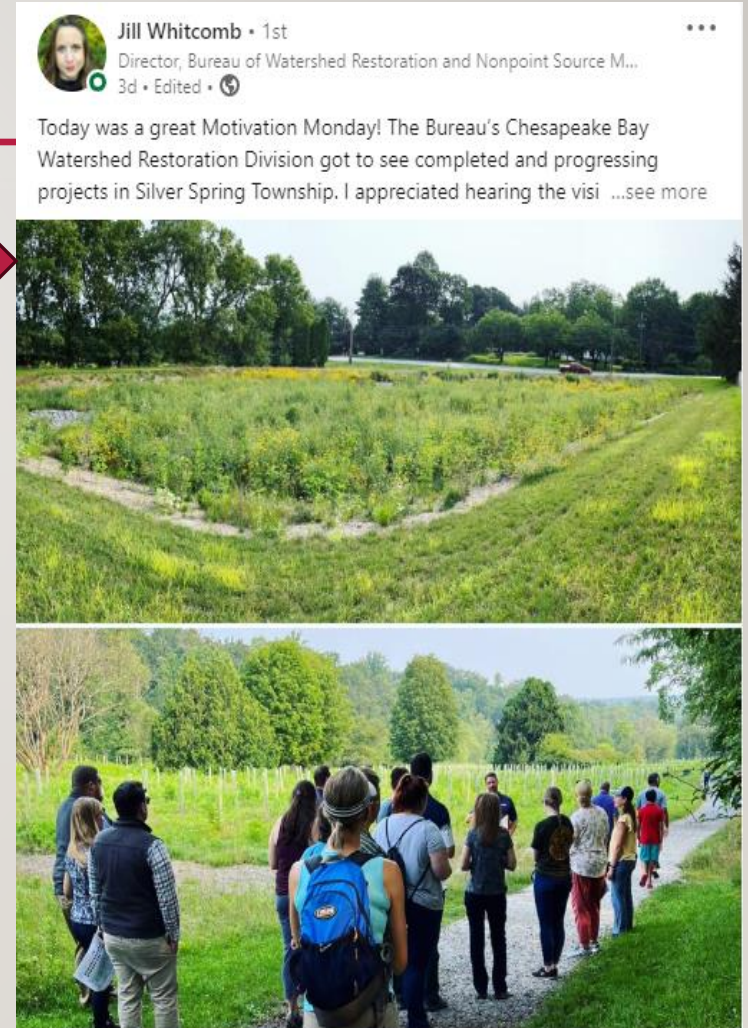 Jill Whitcomb • 1st
Director, Bureau of Watershed Restoration and Nonpoint Source M...
3d • Edited •
Today was a great Motivation Monday! The Bureau's Chesapeake Bay
Watershed Restoration Division got to see completed and progressing
projects in Silver Spring Township. I appreciated hearing the visi ...see more